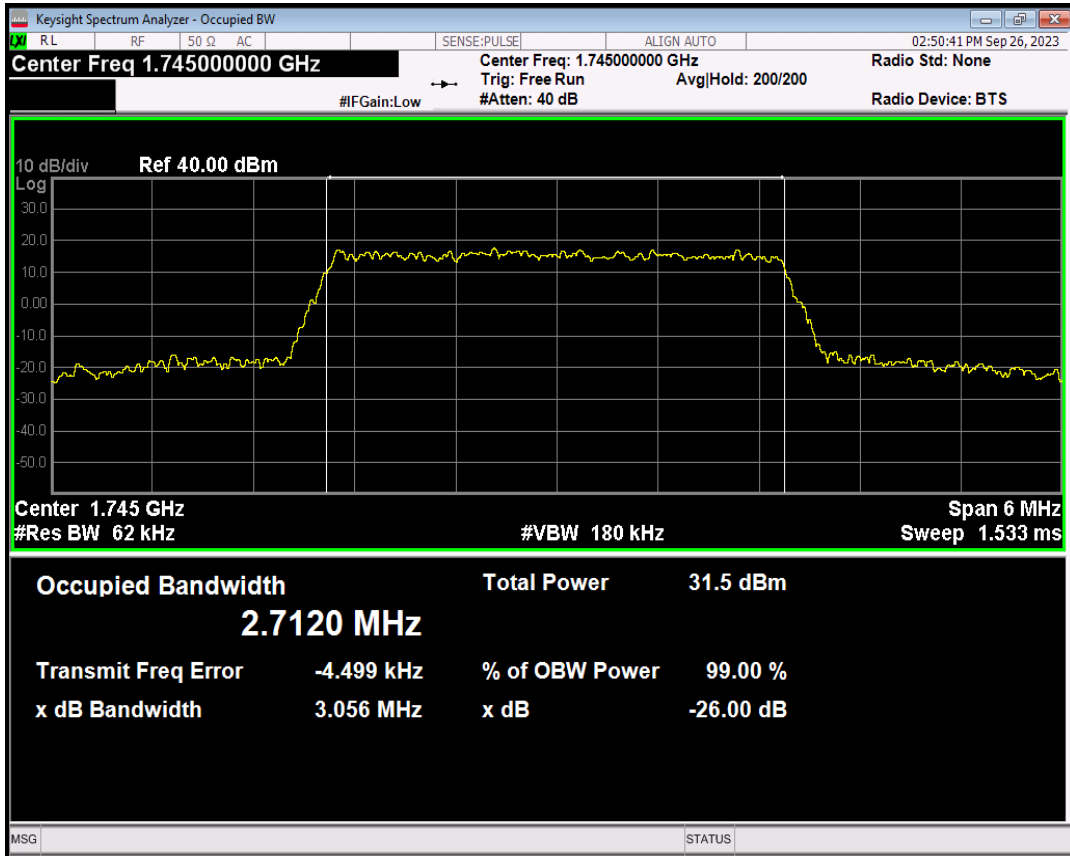 Keysight Spectrum Analyzer - Occupied BW
LXI RL RF 50 Ω AC SENSE:PULSE ALIGN AUTO 02:50:41 PM Sep 26, 2023
Center Freq 1.745000000 GHz Center Freq: 1.745000000 GHz Radio Std: None
Trig: Free Run Avg|Hold: 200/200
#IFGain:Low #Atten: 40 dB Radio Device: BTS
10 dB/div Ref 40.00 dBm
Log
30.0
20.0
10.0
0.00
-10.0
-20.0
-30.0
-40.0
-50.0
Center 1.745 GHz Span 6 MHz
#Res BW 62 kHz #VBW 180 kHz Sweep 1.533 ms
Occupied Bandwidth Total Power 31.5 dBm
2.7120 MHz
Transmit Freq Error -4.499 kHz % of OBW Power 99.00 %
x dB Bandwidth 3.056 MHz x dB -26.00 dB
MSG STATUS